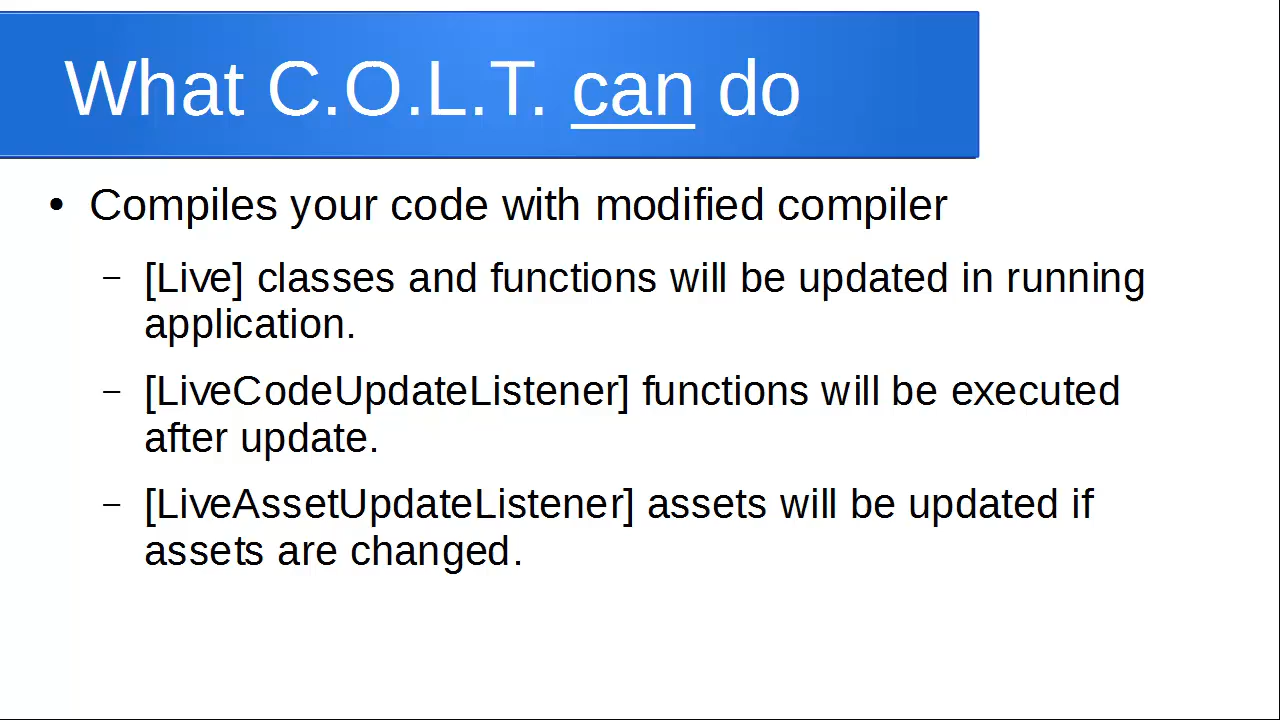 What C.O.L.T. can do
• Compiles your code with modified compiler
– [Live] classes and functions will be updated in running
application.
– [LiveCodeUpdateListener] functions will be executed
after update.
– [LiveAssetUpdateListener] assets will be updated if
assets are changed.